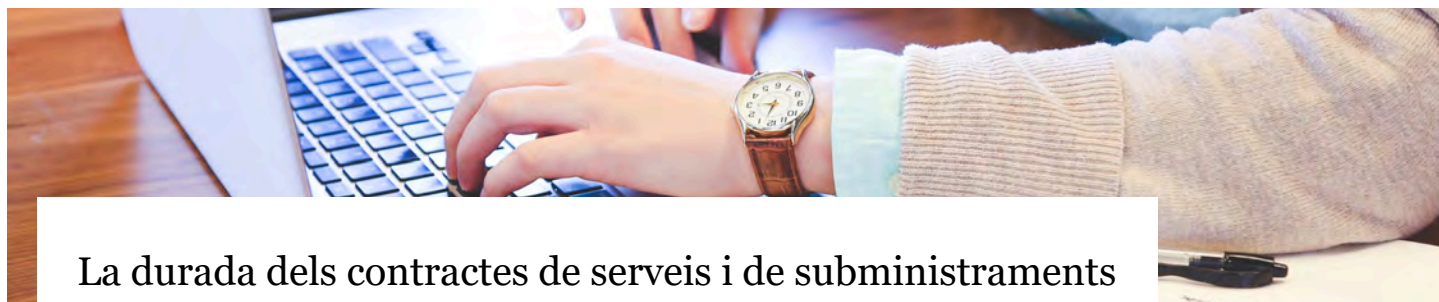 La durada dels contractes de serveis i de subministraments